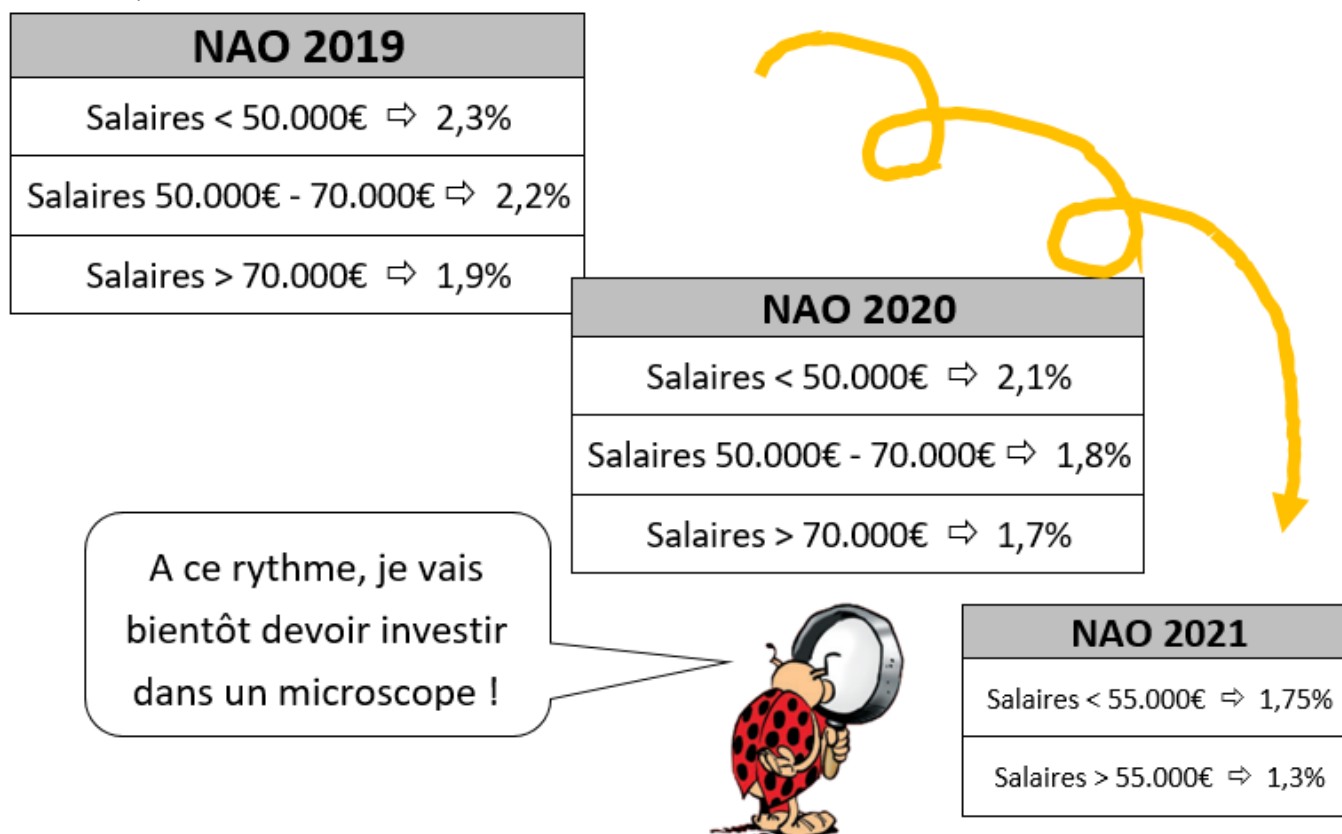 NAO 2019
Salaires < 50.000€ ⇨ 2,3%
Salaires 50.000€ - 70.000€ ⇨ 2,2%
Salaires > 70.000€ ⇨ 1,9%
NAO 2020
Salaires < 50.000€ ⇨ 2,1%
Salaires 50.000€ - 70.000€ ⇨ 1,8%
Salaires > 70.000€ ⇨ 1,7%
A ce rythme, je vais
bientôt devoir investir
dans un microscope !
NAO 2021
Salaires < 55.000€ ⇨ 1,75%
Salaires > 55.000€ ⇨ 1,3%